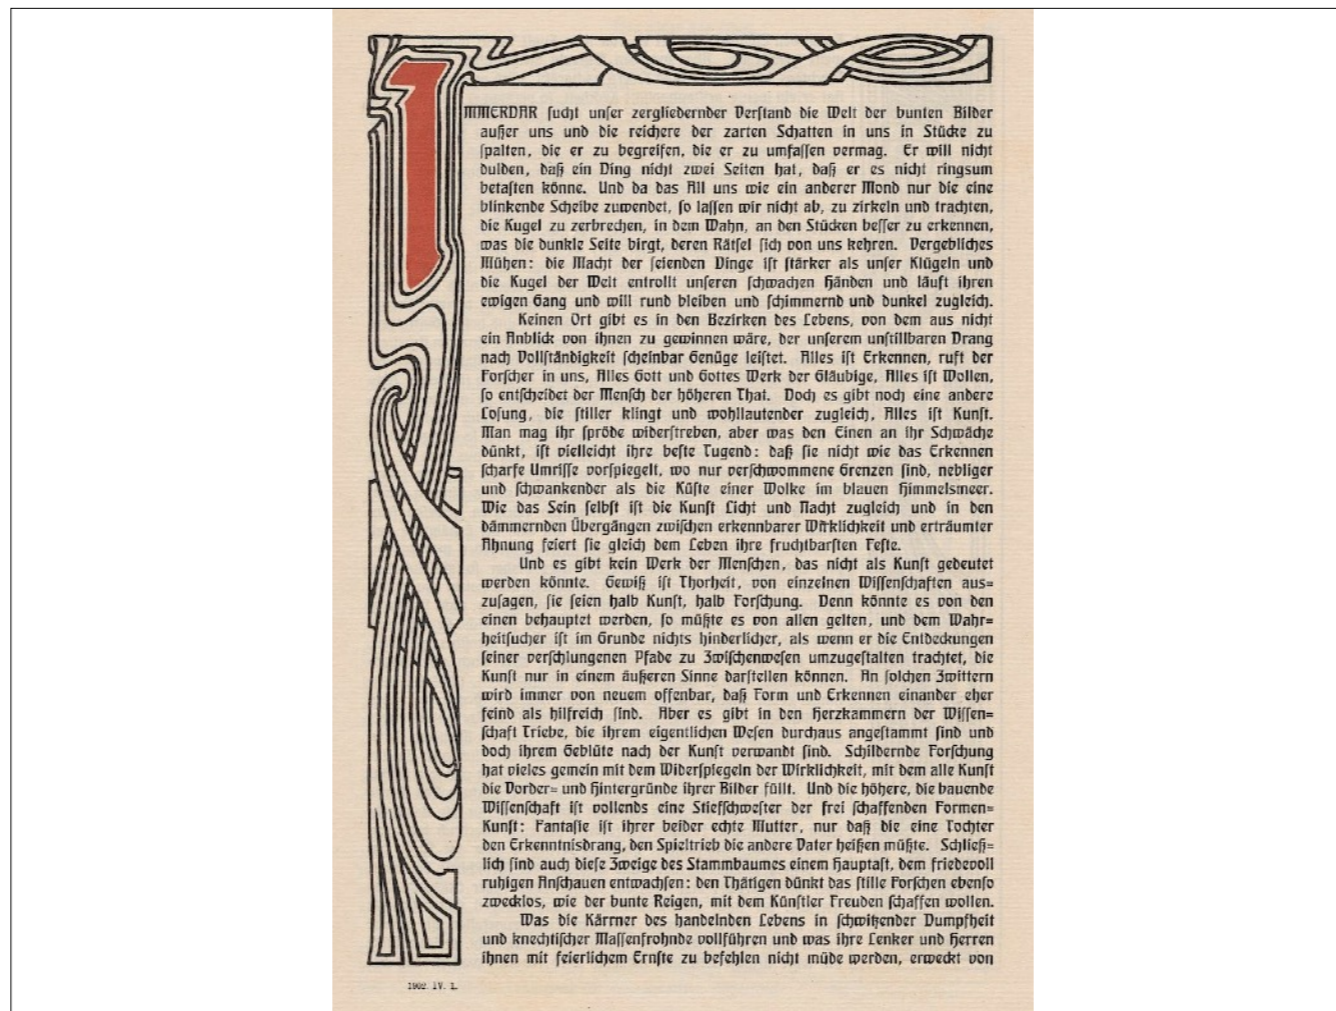 IMMERDAR ſucht unſer zergliedernder Verſtand die Welt der bunten Bilder
außer uns und die reichere der zarten Schatten in uns in Stücke zu
ſpalten, die er zu begreifen, die er zu umfaſſen vermag. Er will nicht
dulden, daß ein Ding nicht zwei Seiten hat, daß er es nicht ringsum
betaſten könne. Und da das All uns wie ein anderer Mond nur die eine
blinkende Scheibe zuwendet, ſo laſſen wir nicht ab, zu zirkeln und trachten,
die Kugel zu zerbrechen, in dem Wahn, an den Stücken beſſer zu erkennen,
was die dunkle Seite birgt, deren Rätſel ſich von uns kehren. Vergebliches
Mühen: die Macht der ſeienden Dinge iſt ſtärker als unſer Klügeln und
die Kugel der Welt entrollt unſeren ſchwachen Händen und läuft ihren
ewigen Gang und will rund bleiben und ſchimmernd und dunkel zugleich.
Keinen Ort gibt es in den Bezirken des Lebens, von dem aus nicht
ein Anblick von ihnen zu gewinnen wäre, der unſerem unſtillbaren Drang
nach Vollſtändigkeit ſcheinbar Genüge leiſtet. Alles iſt Erkennen, ruft der
Forſcher in uns, Alles Gott und Gottes Werk der Gläubige, Alles iſt Wollen,
ſo entſcheidet der Menſch der höheren That. Doch es gibt noch eine andere
Loſung, die ſtiller klingt und wohllautender zugleich, Alles iſt Kunſt.
Man mag ihr ſpröde widerſtreben, aber was den Einen an ihr Schwäche
dünkt, iſt vielleicht ihre beſte Tugend: daß ſie nicht wie das Erkennen
ſcharfe Umriſſe vorſpiegelt, wo nur verſchwommene Grenzen ſind, nebliger
und ſchwankender als die Küſte einer Wolke im blauen Himmelsmeer.
Wie das Sein ſelbſt iſt die Kunſt Licht und Nacht zugleich und in den
dämmernden Übergängen zwiſchen erkennbarer Wirklichkeit und erträumter
Ahnung feiert ſie gleich dem Leben ihre fruchtbarſten Feſte.
Und es gibt kein Werk der Menſchen, das nicht als Kunſt gedeutet
werden könnte. Gewiß iſt Thorheit, von einzelnen Wiſſenſchaften aus=
zuſagen, ſie ſeien halb Kunſt, halb Forſchung. Denn könnte es von den
einen behauptet werden, ſo müßte es von allen gelten, und dem Wahr=
heitſucher iſt im Grunde nichts hinderlicher, als wenn er die Entdeckungen
ſeiner verſchlungenen Pfade zu Zwiſchenweſen umzugeſtalten trachtet, die
Kunſt nur in einem äußeren Sinne darſtellen können. An ſolchen Zwittern
wird immer von neuem offenbar, daß Form und Erkennen einander eher
feind als hilfreich ſind. Aber es gibt in den Herzkammern der Wiſſen=
ſchaft Triebe, die ihrem eigentlichen Weſen durchaus angeſtammt ſind und
doch ihrem Geblüte nach der Kunſt verwandt ſind. Schildernde Forſchung
hat vieles gemein mit dem Widerſpiegeln der Wirklichkeit, mit dem alle Kunſt
die Vorder= und Hintergründe ihrer Bilder füllt. Und die höhere, die bauende
Wiſſenſchaft iſt vollends eine Stiefſchweſter der frei ſchaffenden Formen=
Kunſt: Fantaſie iſt ihrer beider echte Mutter, nur daß die eine Tochter
den Erkenntnisdrang, den Spieltrieb die andere Vater heißen müßte. Schließ=
lich ſind auch dieſe Zweige des Stammbaumes einem Hauptaſt, dem friedevoll
ruhigen Anſchauen entwachſen: den Thätigen dünkt das ſtille Forſchen ebenſo
zwecklos, wie der bunte Reigen, mit dem Künſtler Freuden ſchaffen wollen.
Was die Kärrner des handelnden Lebens in ſchwitzender Dumpfheit
und knechtiſcher Maſſenfrohnde vollführen und was ihre Lenker und Herren
ihnen mit feierlichem Ernſte zu befehlen nicht müde werden, erweckt von
1902. IV. 1.